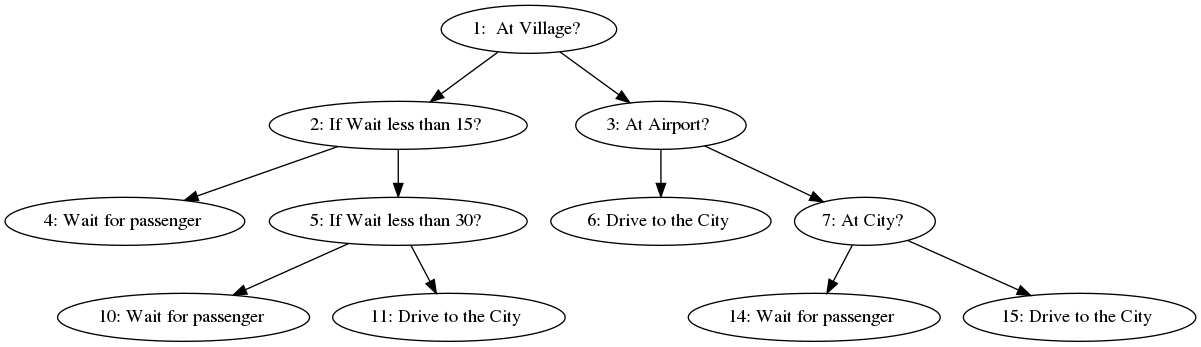 1: At Village?
2: If Wait less than 15?
3: At Airport?
4: Wait for passenger
5: If Wait less than 30?
6: Drive to the City
7: At City?
10: Wait for passenger
11: Drive to the City
14: Wait for passenger
15: Drive to the City